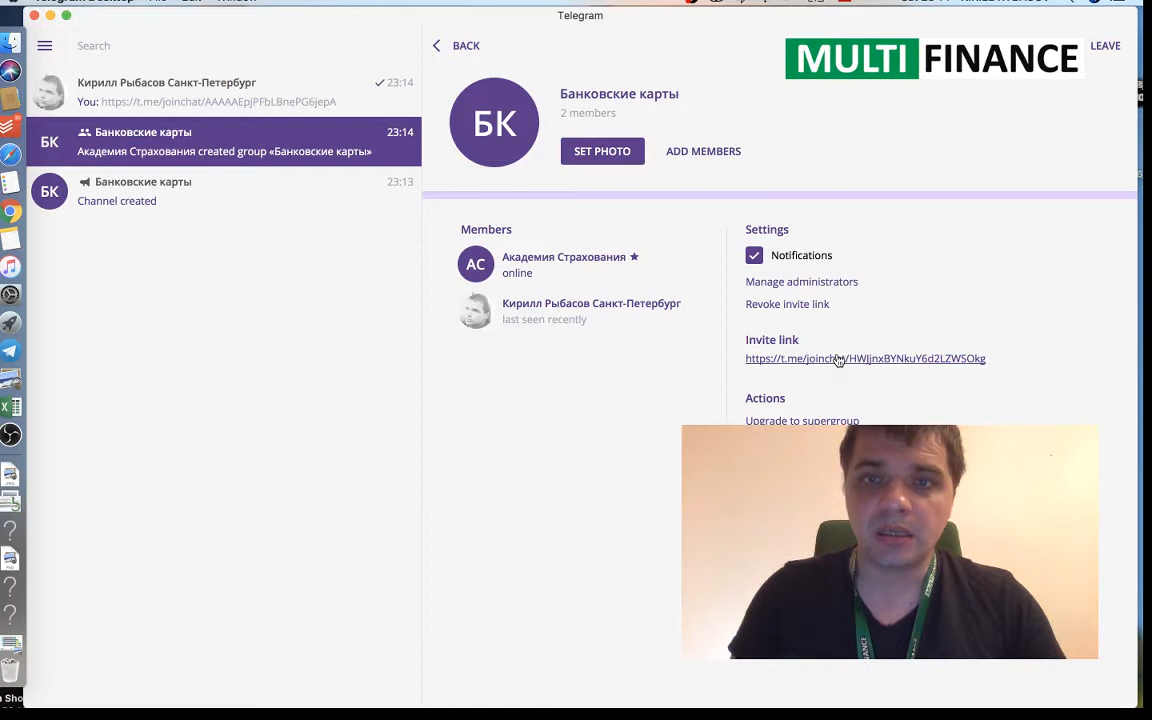 Telegram
Search
Кирилл Рыбасов Санкт-Петербург 23:14
You: https://t.me/joinchat/AAAAAEpjPFbLBnePG6jepA
БК
Банковские карты 23:14
Академия Страхования created group «Банковские карты»
БК
Банковские карты 23:13
Channel created
BACK
MULTI FINANCE
LEAVE
БК
Банковские карты
2 members
SET PHOTO
ADD MEMBERS
Members
АС
Академия Страхования
online
Кирилл Рыбасов Санкт-Петербург
last seen recently
Settings
Notifications
Manage administrators
Revoke invite link
Invite link
Actions
Upgrade to supergroup